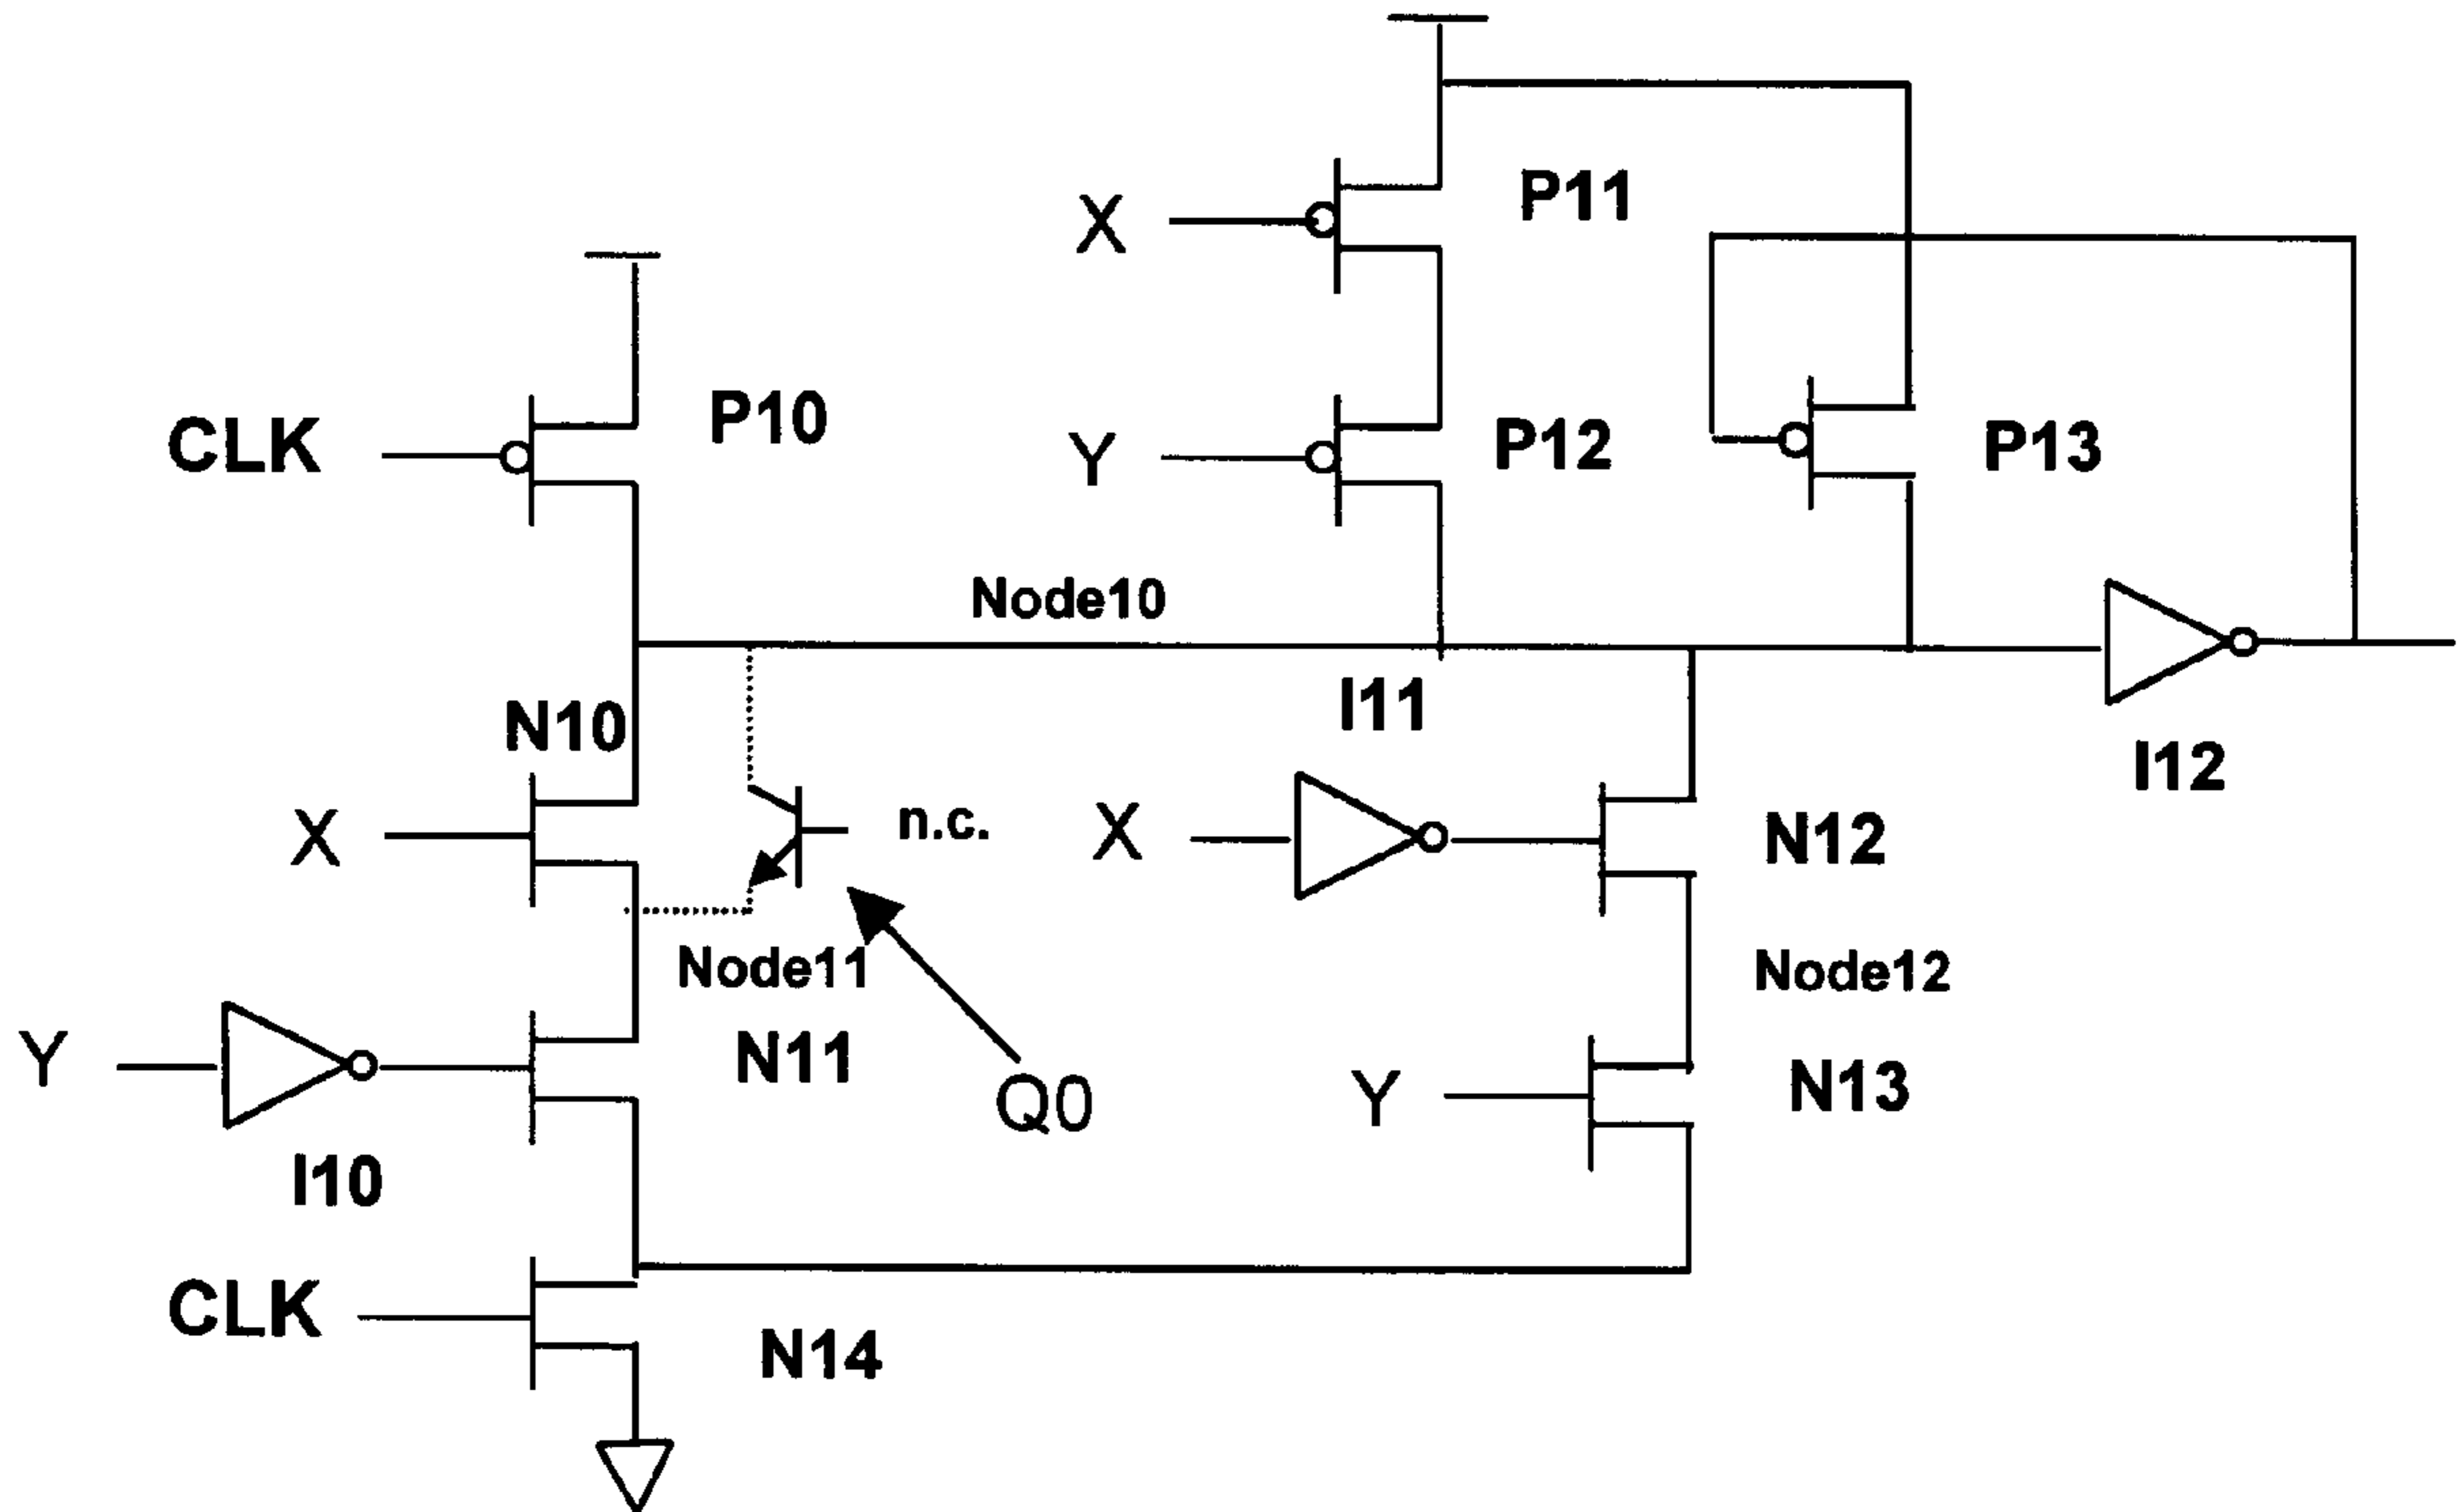 X
P11
CLK
P10
Y
P12
P13
Node10
N10
I11
I12
X
n.c.
X
N12
Node11
Node12
Y
N11
Q0
Y
N13
I10
CLK
N14